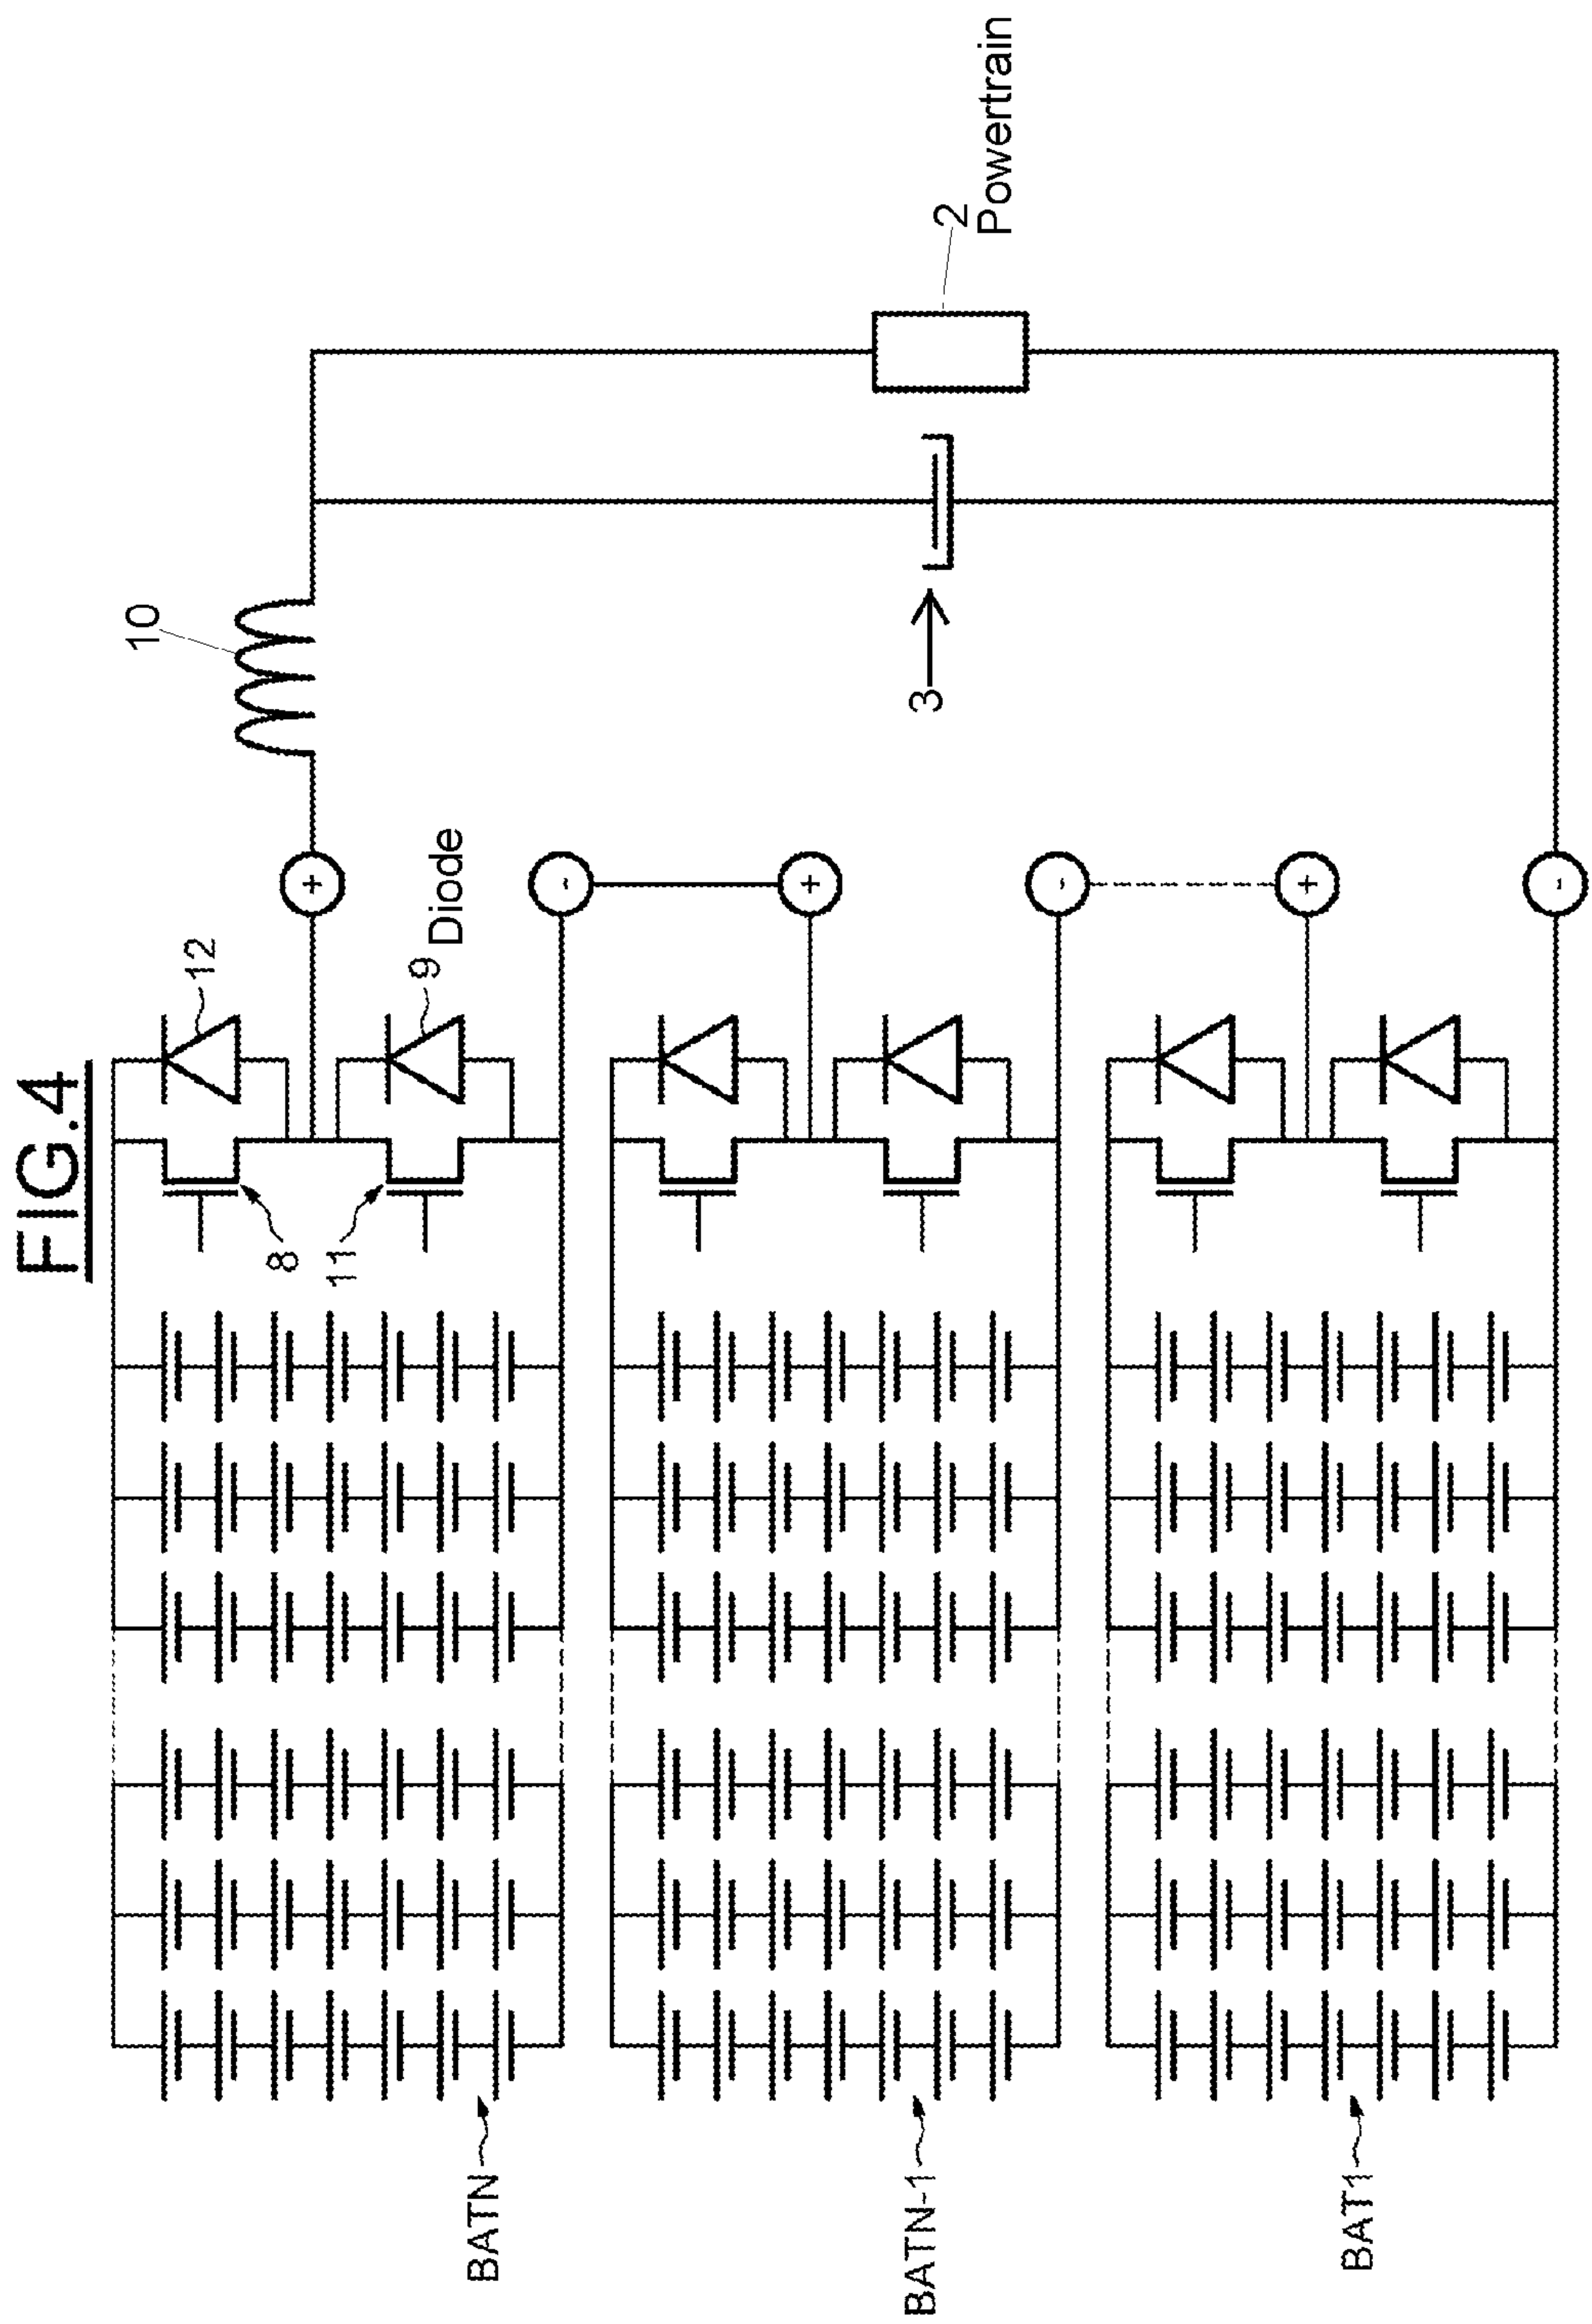 FIG.4
BATN
BATN-1
BAT1
8
11
12
9
Diode
+
-
+
-
+
-
10
3
2
Powertrain